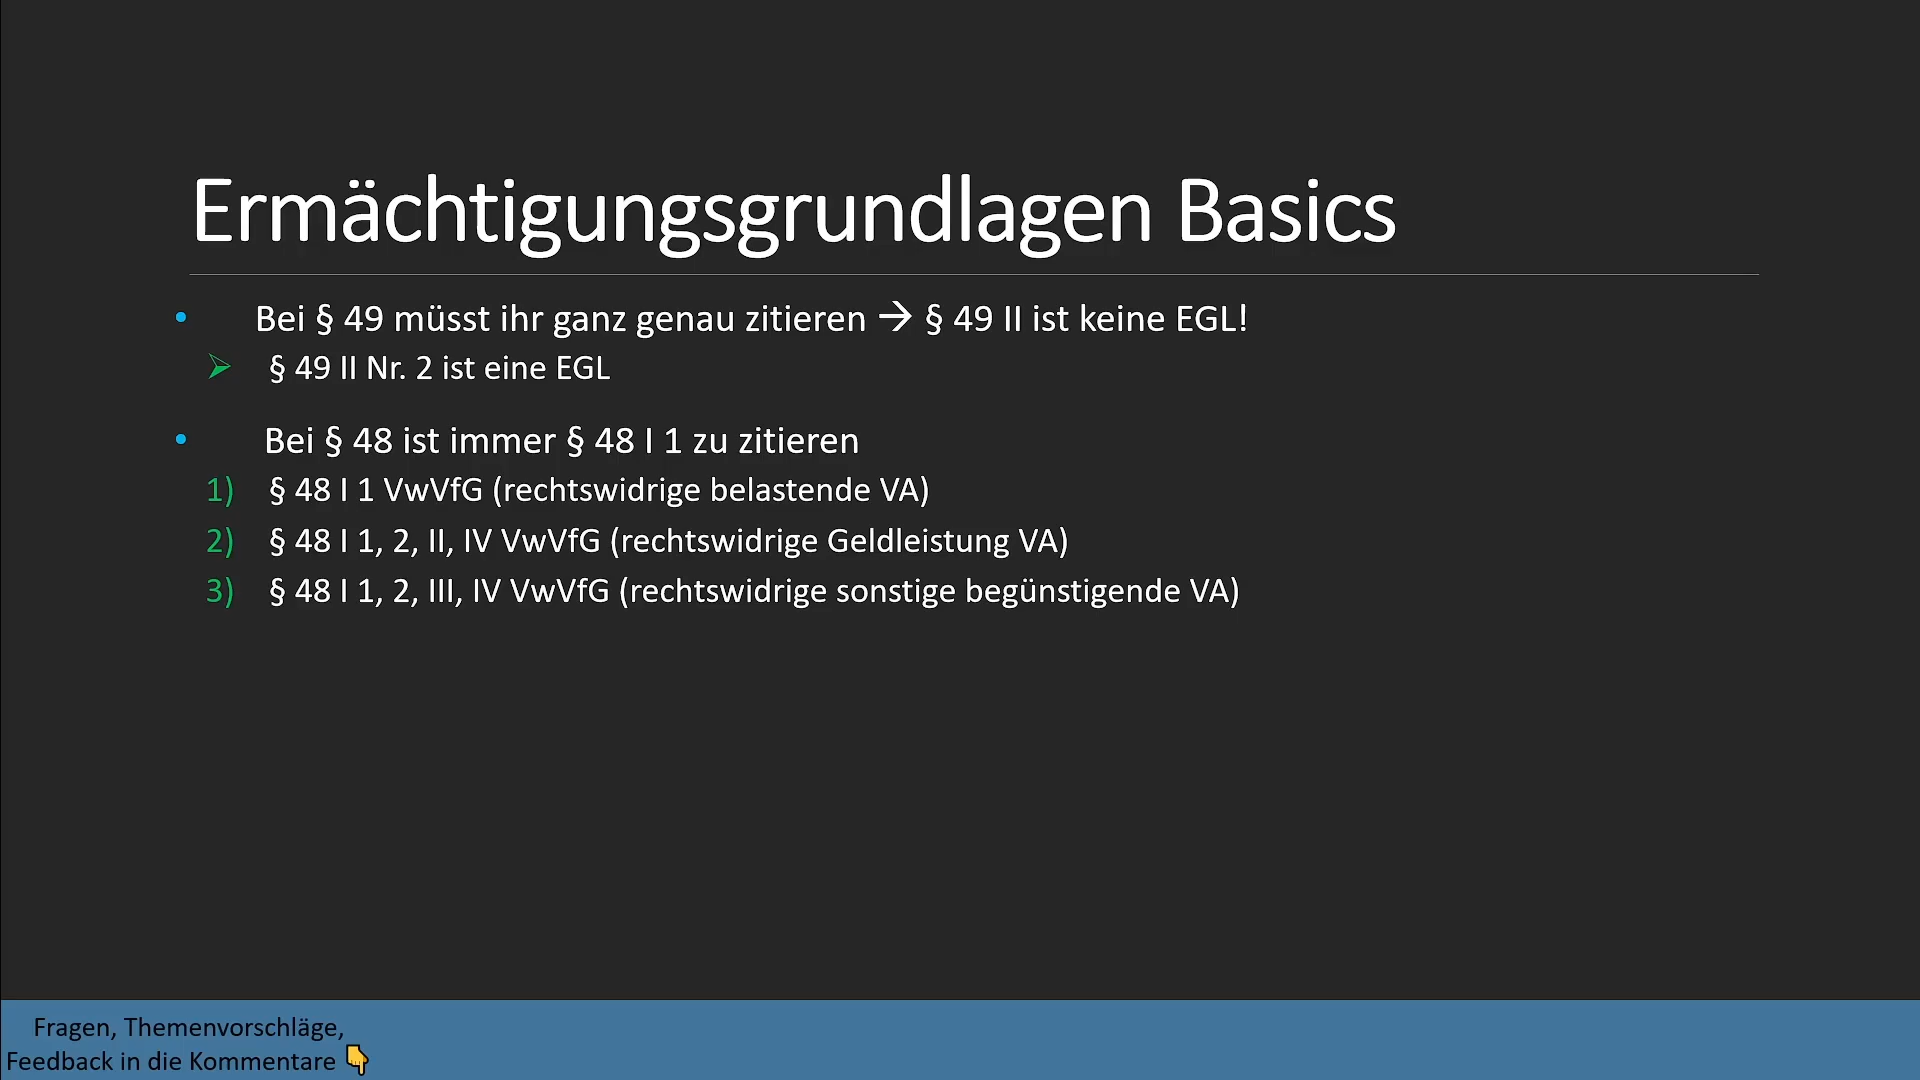 Ermächtigungsgrundlagen Basics
• Bei § 49 müsst ihr ganz genau zitieren → § 49 II ist keine EGL!
➢ § 49 II Nr. 2 ist eine EGL
• Bei § 48 ist immer § 48 I 1 zu zitieren
1) § 48 I 1 VwVfG (rechtswidrige belastende VA)
2) § 48 I 1, 2, II, IV VwVfG (rechtswidrige Geldleistung VA)
3) § 48 I 1, 2, III, IV VwVfG (rechtswidrige sonstige begünstigende VA)
Fragen, Themenvorschläge,
Feedback in die Kommentare 👇